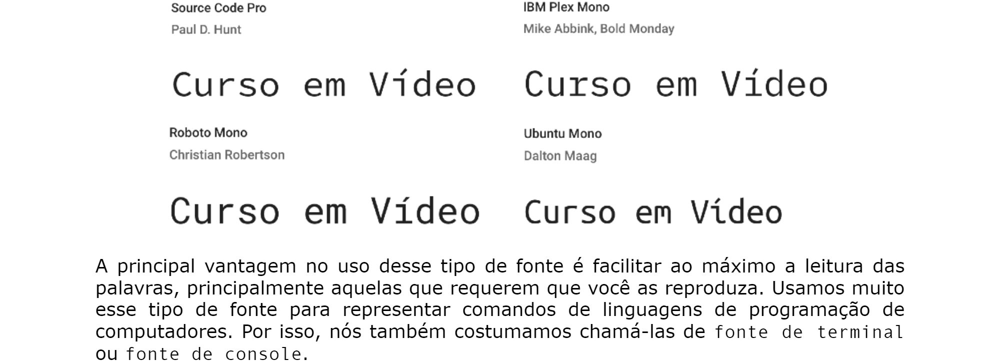 Source Code Pro
IBM Plex Mono
Paul D. Hunt
Mike Abbink, Bold Monday
Curso em Vídeo
Curso em Vídeo
Roboto Mono
Ubuntu Mono
Christian Robertson
Dalton Maag
Curso em Vídeo
Curso em Vídeo
A principal vantagem no uso desse tipo de fonte é facilitar ao máximo a leitura das
palavras, principalmente aquelas que requerem que você as reproduza. Usamos muito
esse tipo de fonte para representar comandos de linguagens de programação de
computadores. Por isso, nós também costumamos chamá-las de fonte de terminal
ou fonte de console.